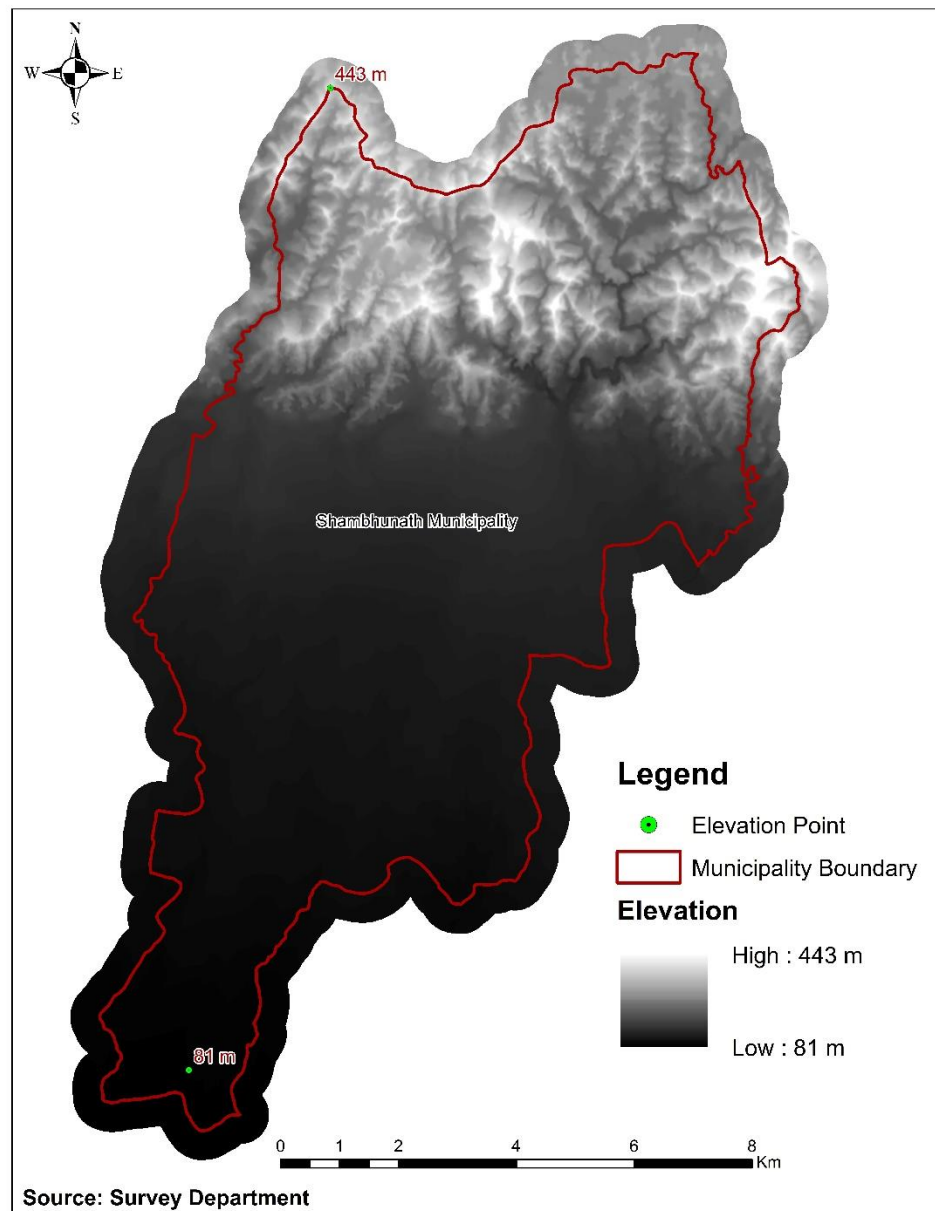 N
W E
S
443 m
Shambhunath Municipality
Legend
Elevation Point
Municipality Boundary
Elevation
High : 443 m
Low : 81 m
81 m
0 1 2 4 6 8
Km
Source: Survey Department